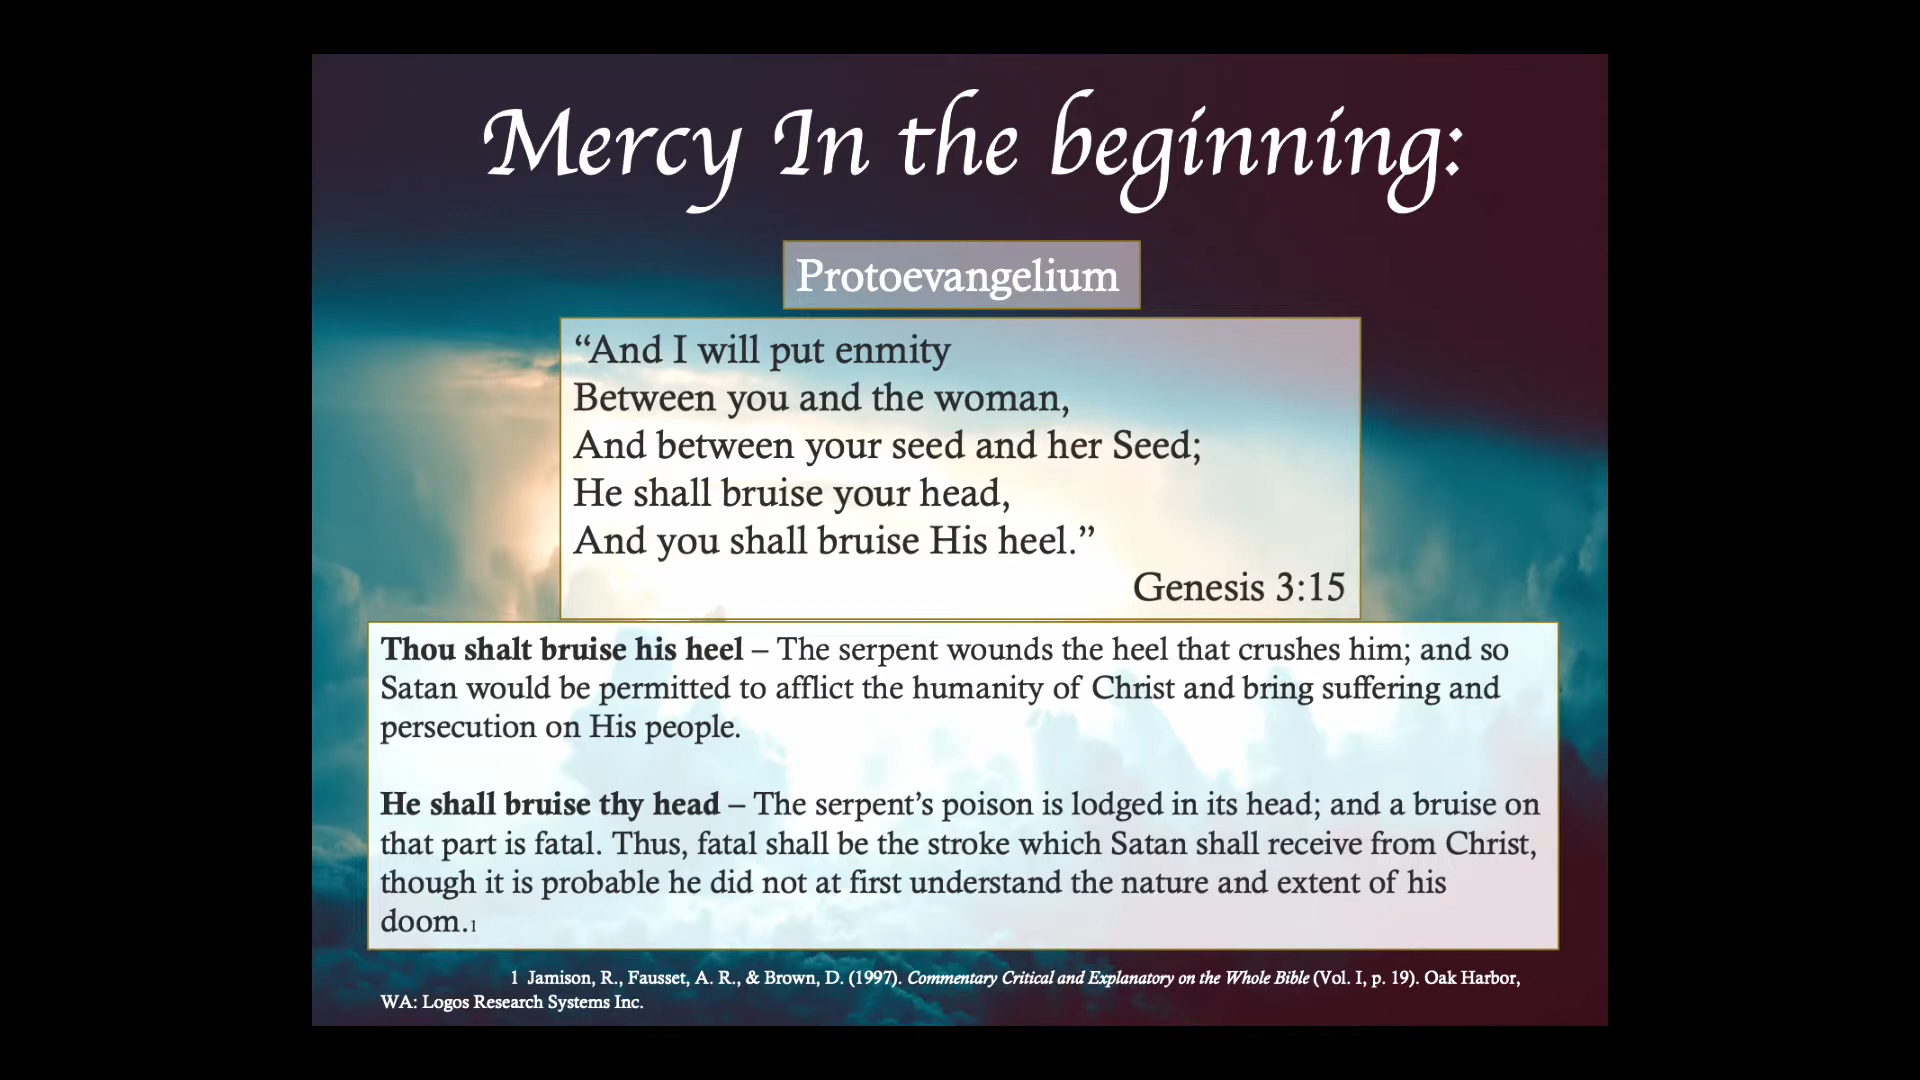 Mercy In the beginning:
Protoevangelium
“And I will put enmity
Between you and the woman,
And between your seed and her Seed;
He shall bruise your head,
And you shall bruise His heel.”
Genesis 3:15
Thou shalt bruise his heel – The serpent wounds the heel that crushes him; and so
Satan would be permitted to afflict the humanity of Christ and bring suffering and
persecution on His people.
He shall bruise thy head – The serpent’s poison is lodged in its head; and a bruise on
that part is fatal. Thus, fatal shall be the stroke which Satan shall receive from Christ,
though it is probable he did not at first understand the nature and extent of his
doom.1
1 Jamison, R., Fausset, A. R., & Brown, D. (1997). Commentary Critical and Explanatory on the Whole Bible (Vol. I, p. 19). Oak Harbor,
WA: Logos Research Systems Inc.